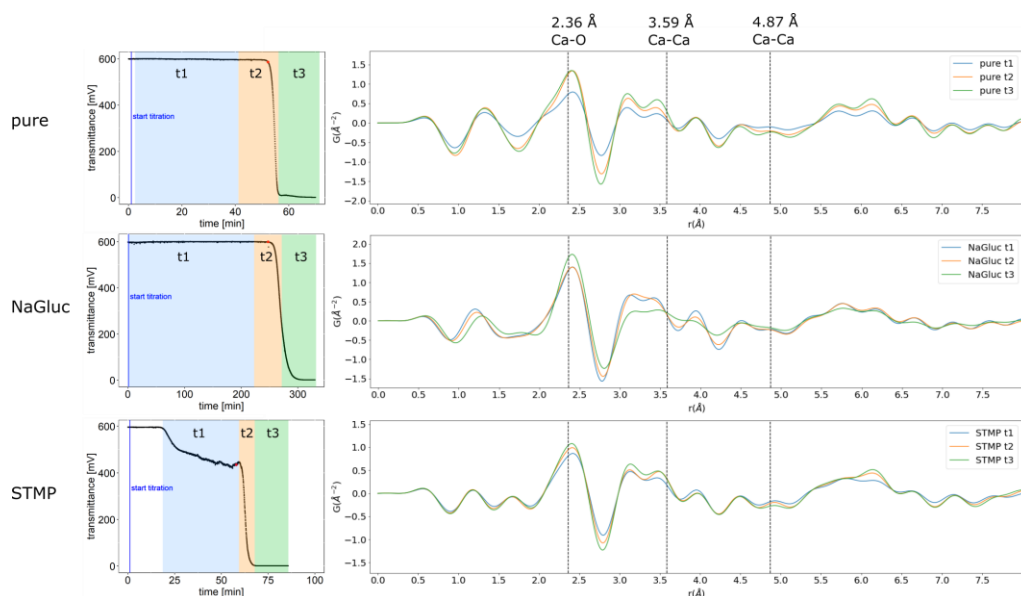 2.36 Å 3.59 Å 4.87 Å
Ca-O Ca-Ca Ca-Ca
pure
transmittance [mV]
600
400
200
0
t1 t2 t3
start titration
0 20 40 60
time [min]
G(Å⁻²)
1.5
1.0
0.5
0.0
−0.5
−1.0
−1.5
−2.0
pure t1
pure t2
pure t3
0.0 0.5 1.0 1.5 2.0 2.5 3.0 3.5 4.0 4.5 5.0 5.5 6.0 6.5 7.0 7.5
r(Å)
NaGluc
transmittance [mV]
600
400
200
0
t1 t2 t3
start titration
0 100 200 300
time [min]
G(Å⁻²)
2.0
1.5
1.0
0.5
0.0
−0.5
−1.0
−1.5
NaGluc t1
NaGluc t2
NaGluc t3
0.0 0.5 1.0 1.5 2.0 2.5 3.0 3.5 4.0 4.5 5.0 5.5 6.0 6.5 7.0 7.5
r(Å)
STMP
transmittance [mV]
600
400
200
0
t1 t2 t3
start titration
0 25 50 75 100
time [min]
G(Å⁻²)
1.5
1.0
0.5
0.0
−0.5
−1.0
−1.5
STMP t1
STMP t2
STMP t3
0.0 0.5 1.0 1.5 2.0 2.5 3.0 3.5 4.0 4.5 5.0 5.5 6.0 6.5 7.0 7.5
r(Å)